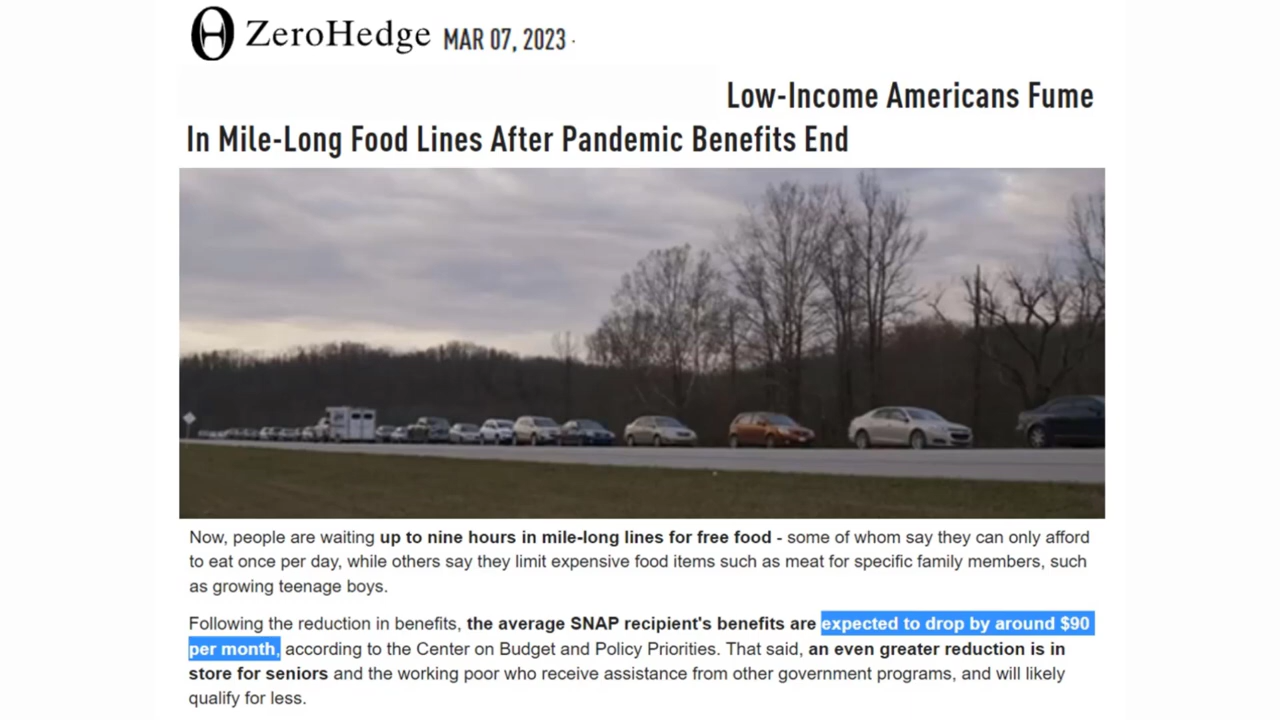 ZeroHedge MAR 07, 2023
Low-Income Americans Fume
In Mile-Long Food Lines After Pandemic Benefits End
Now, people are waiting up to nine hours in mile-long lines for free food - some of whom say they can only afford
to eat once per day, while others say they limit expensive food items such as meat for specific family members, such
as growing teenage boys.
Following the reduction in benefits, the average SNAP recipient's benefits are expected to drop by around $90
per month, according to the Center on Budget and Policy Priorities. That said, an even greater reduction is in
store for seniors and the working poor who receive assistance from other government programs, and will likely
qualify for less.